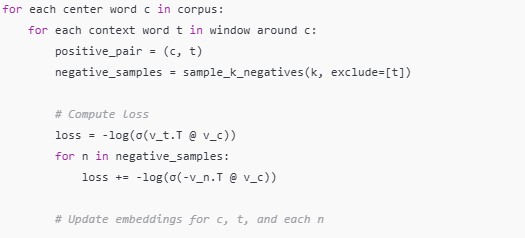 for each center word c in corpus:
    for each context word t in window around c:
        positive_pair = (c, t)
        negative_samples = sample_k_negatives(k, exclude=[t])

        # Compute loss
        loss = -log(σ(v_t.T @ v_c))
        for n in negative_samples:
            loss += -log(σ(-v_n.T @ v_c))

        # Update embeddings for c, t, and each n